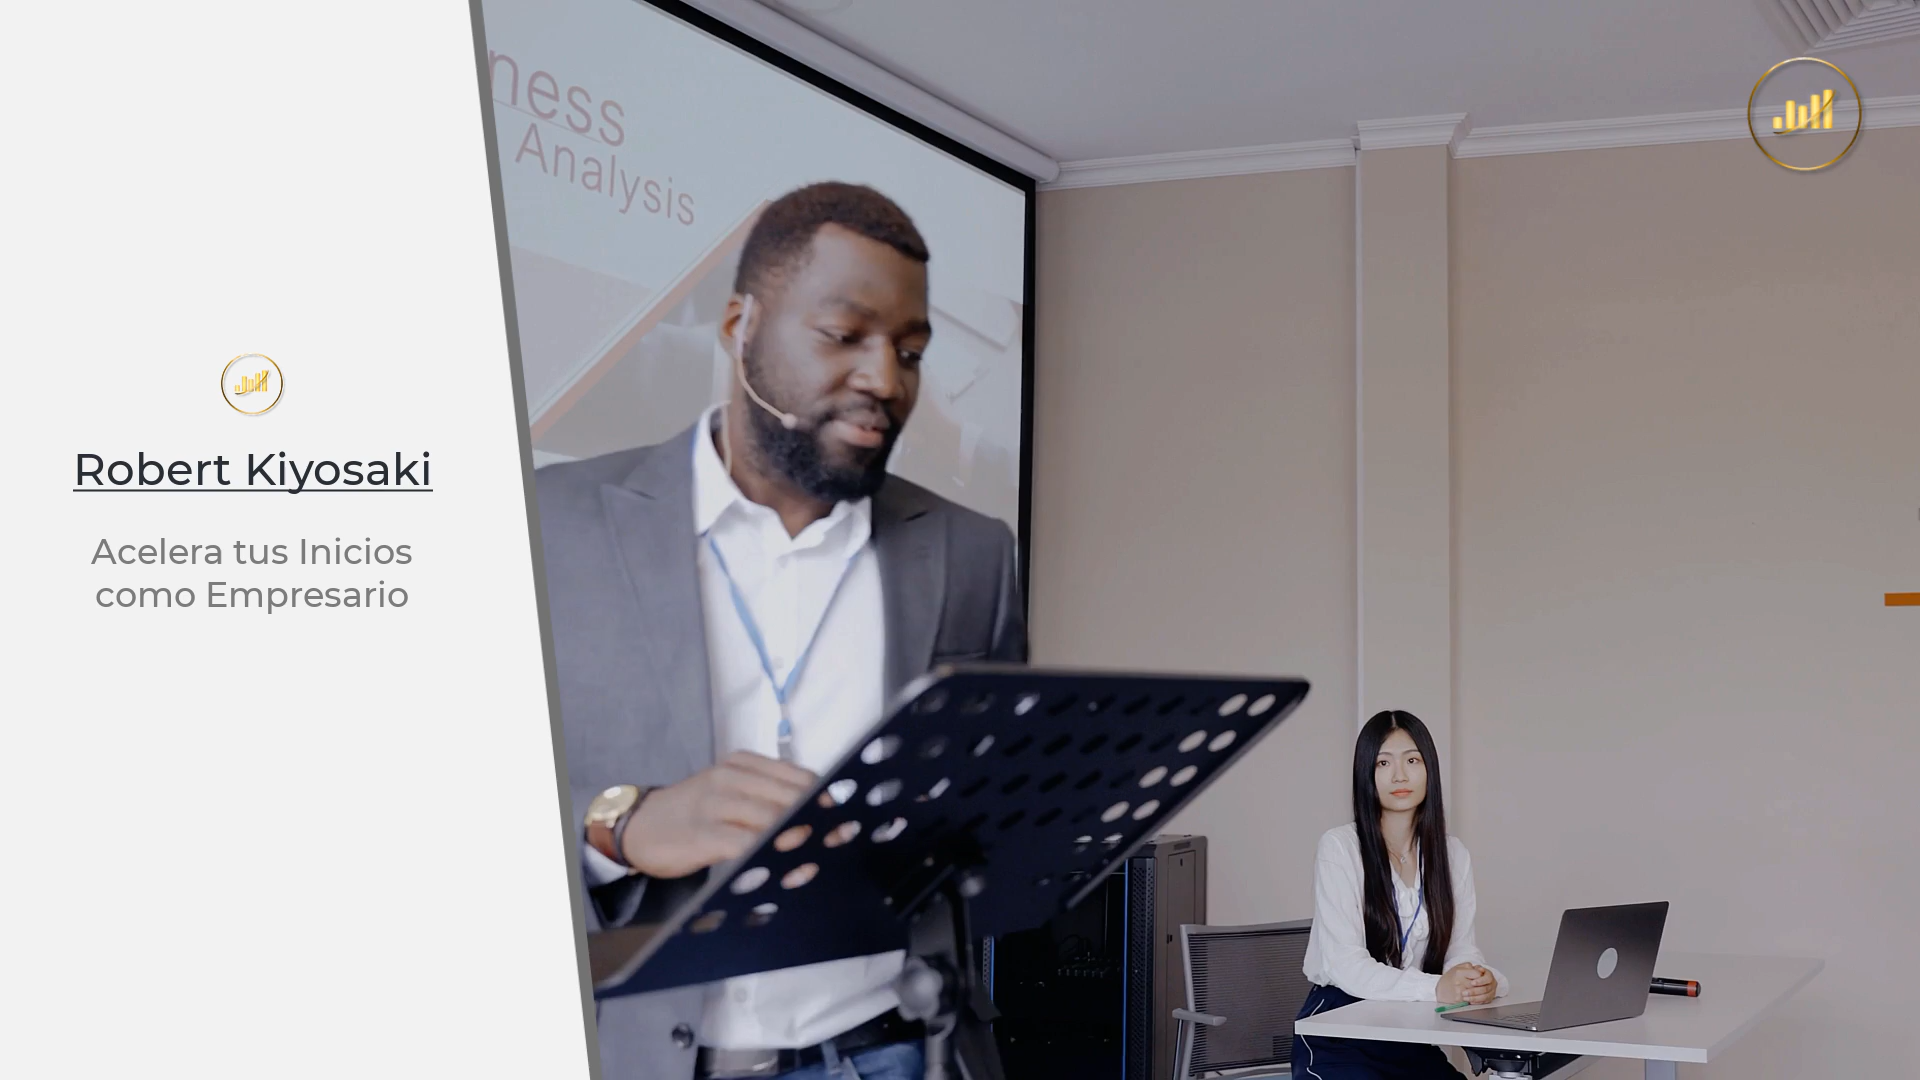 Robert Kiyosaki
Acelera tus Inicios
como Empresario
ness
Analysis